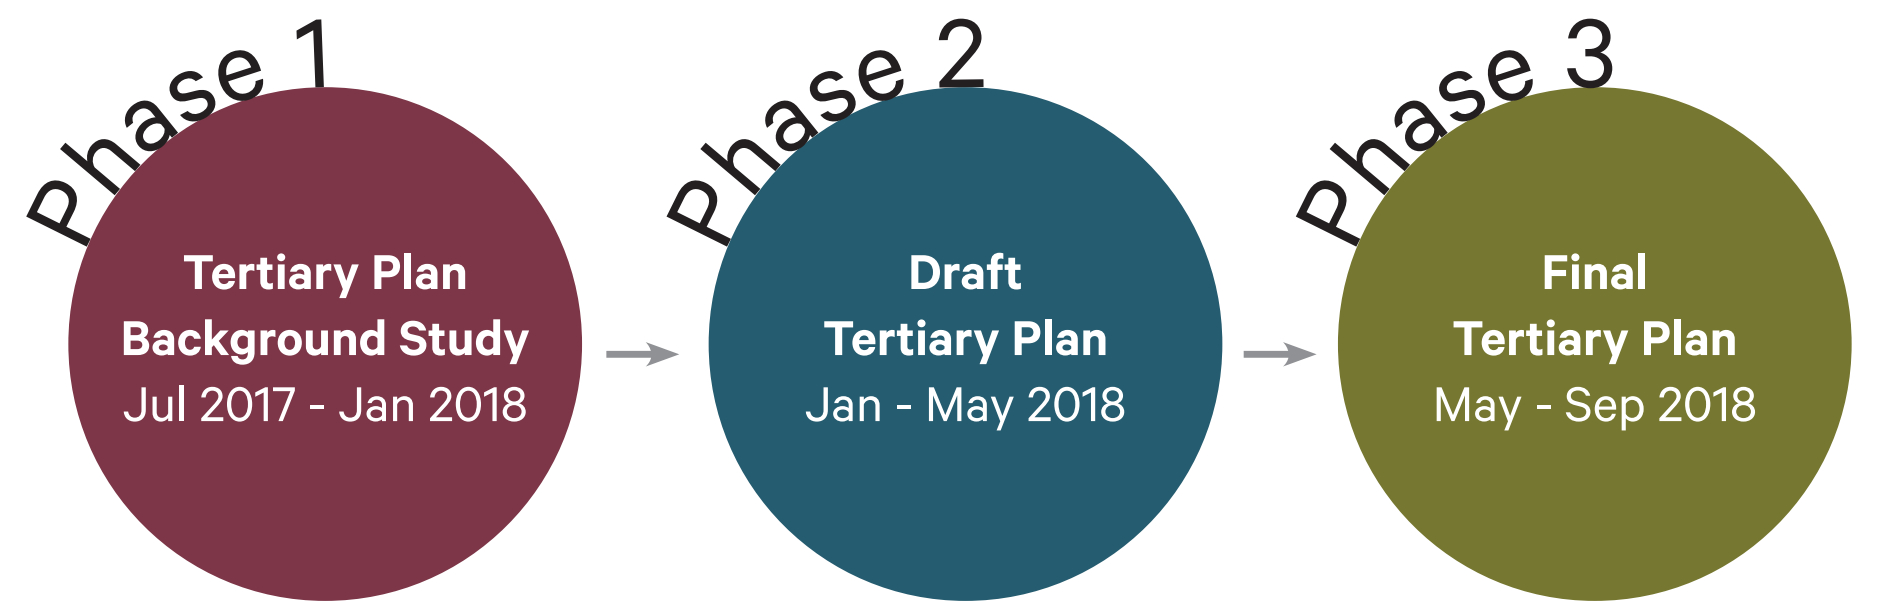 Phase 1
Tertiary Plan
Background Study
Jul 2017 - Jan 2018
Phase 2
Draft
Tertiary Plan
Jan - May 2018
Phase 3
Final
Tertiary Plan
May - Sep 2018